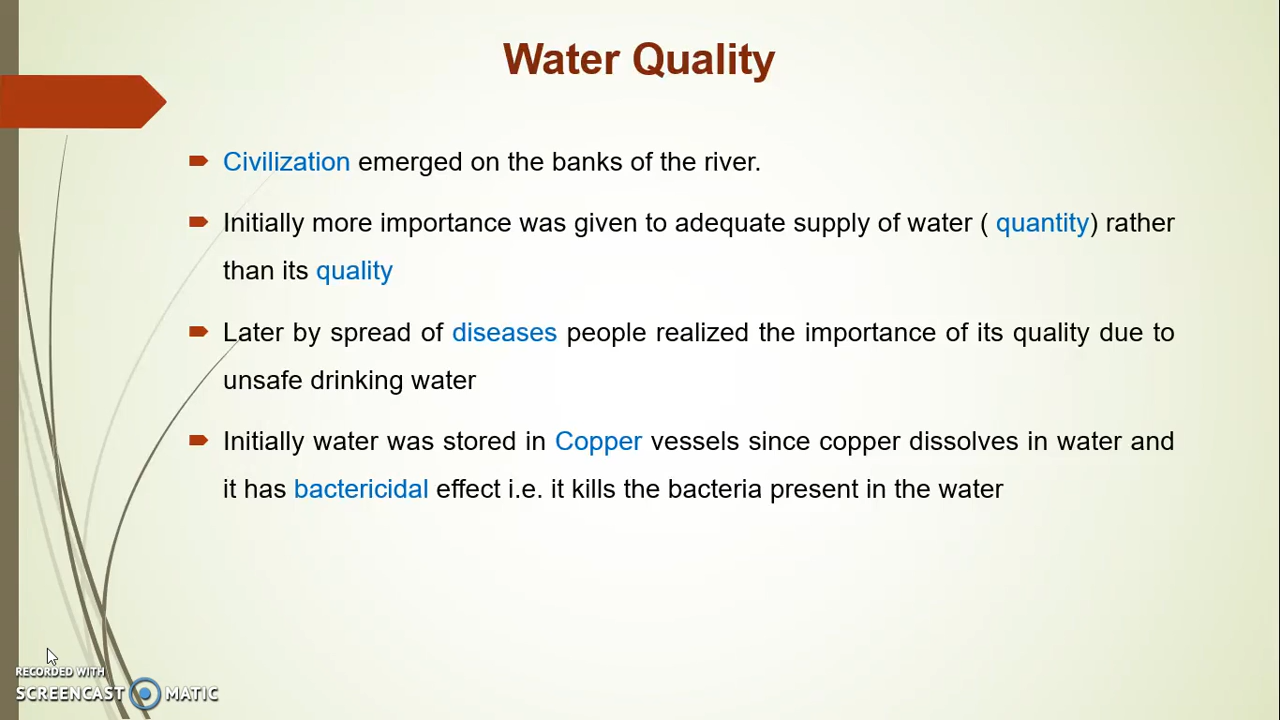 Water Quality
Civilization emerged on the banks of the river.
Initially more importance was given to adequate supply of water ( quantity) rather
than its quality
Later by spread of diseases people realized the importance of its quality due to
unsafe drinking water
Initially water was stored in Copper vessels since copper dissolves in water and
it has bactericidal effect i.e. it kills the bacteria present in the water
RECORDED WITH
SCREENCAST MATIC